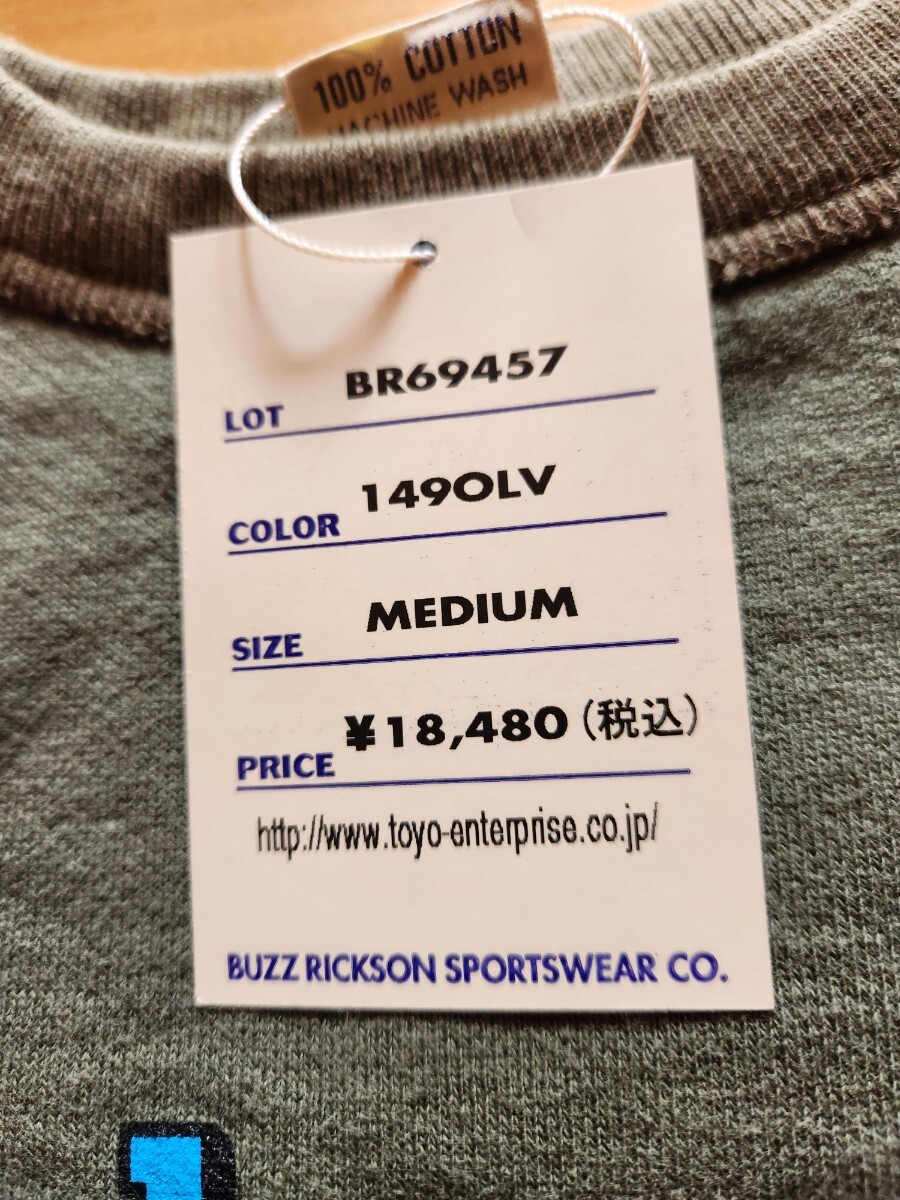 100% COTTON
MACHINE WASH
LOT BR69457
COLOR 149OLV
SIZE MEDIUM
PRICE ¥18,480(税込)
http://www.toyo-enterprise.co.jp/
BUZZ RICKSON SPORTSWEAR CO.